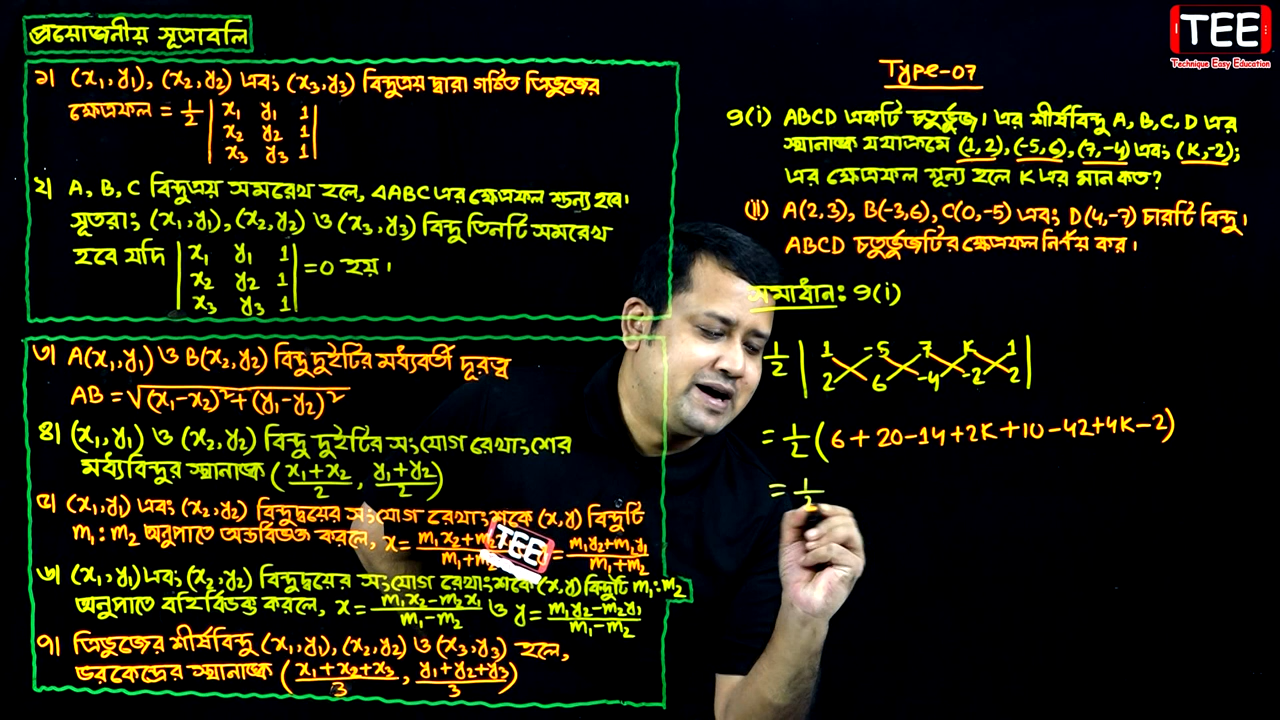 প্রয়োজনীয় সূত্রাবলি
১। (x₁, y₁), (x₂, y₂) এবং (x₃, y₃) বিন্দুত্রয় দ্বারা গঠিত ত্রিভুজের
ক্ষেত্রফল = 1/2 | x₁ y₁ 1
x₂ y₂ 1
x₃ y₃ 1 |
২। A, B, C বিন্দুত্রয় সমরেখ হলে, ∆ABC এর ক্ষেত্রফল শূন্য হবে।
সুতরাং (x₁, y₁), (x₂, y₂) ও (x₃, y₃) বিন্দু তিনটি সমরেখ
হবে যদি | x₁ y₁ 1
x₂ y₂ 1
x₃ y₃ 1 | = 0 হয়।
৩। A(x₁, y₁) ও B(x₂, y₂) বিন্দু দুইটির মধ্যবর্তী দূরত্ব
AB = √(x₁-x₂)²+(y₁-y₂)²
৪। (x₁, y₁) ও (x₂, y₂) বিন্দু দুইটির সংযোগ রেখাংশের
মধ্যবিন্দুর স্থানাঙ্ক ((x₁+x₂)/2, (y₁+y₂)/2)
৫। (x₁, y₁) এবং (x₂, y₂) বিন্দুদ্বয়ের সংযোগ রেখাংশকে (x, y) বিন্দুটি
m₁ : m₂ অনুপাতে অন্তর্বিভক্ত করলে, x = m₁x₂+m₂ / m₁+m₂ = m₁y₂+m₂y₁ / m₁+m₂
৬। (x₁, y₁) এবং (x₂, y₂) বিন্দুদ্বয়ের সংযোগ রেখাংশকে (x, y) বিন্দুটি m₁ : m₂
অনুপাতে বহির্বিভক্ত করলে, x = (m₁x₂-m₂x₁)/(m₁-m₂) ও y = (m₁y₂-m₂y₁)/(m₁-m₂)
৭। ত্রিভুজের শীর্ষবিন্দু (x₁, y₁), (x₂, y₂) ও (x₃, y₃) হলে,
ভরকেন্দ্রের স্থানাঙ্ক ((x₁+x₂+x₃)/3, (y₁+y₂+y₃)/3)
TEE
TEE
Technique Easy Education
Type-07
9(i) ABCD একটি চতুর্ভুজ। এর শীর্ষবিন্দু A, B, C, D এর
স্থানাঙ্ক যথাক্রমে (1, 2), (-5, 6), (7, -4) এবং (K, -2);
এর ক্ষেত্রফল শূন্য হলে K এর মান কত?
(ii) A(2, 3), B(-3, 6), C(0, -5) এবং D(4, -7) চারটি বিন্দু।
ABCD চতুর্ভুজটির ক্ষেত্রফল নির্ণয় কর।
সমাধান: 9(i)
1/2 | 1 -5 7 K 1
2 6 -4 -2 2 |
= 1/2 (6 + 20 - 14 + 2K + 10 - 42 + 4K - 2)
= 1/2